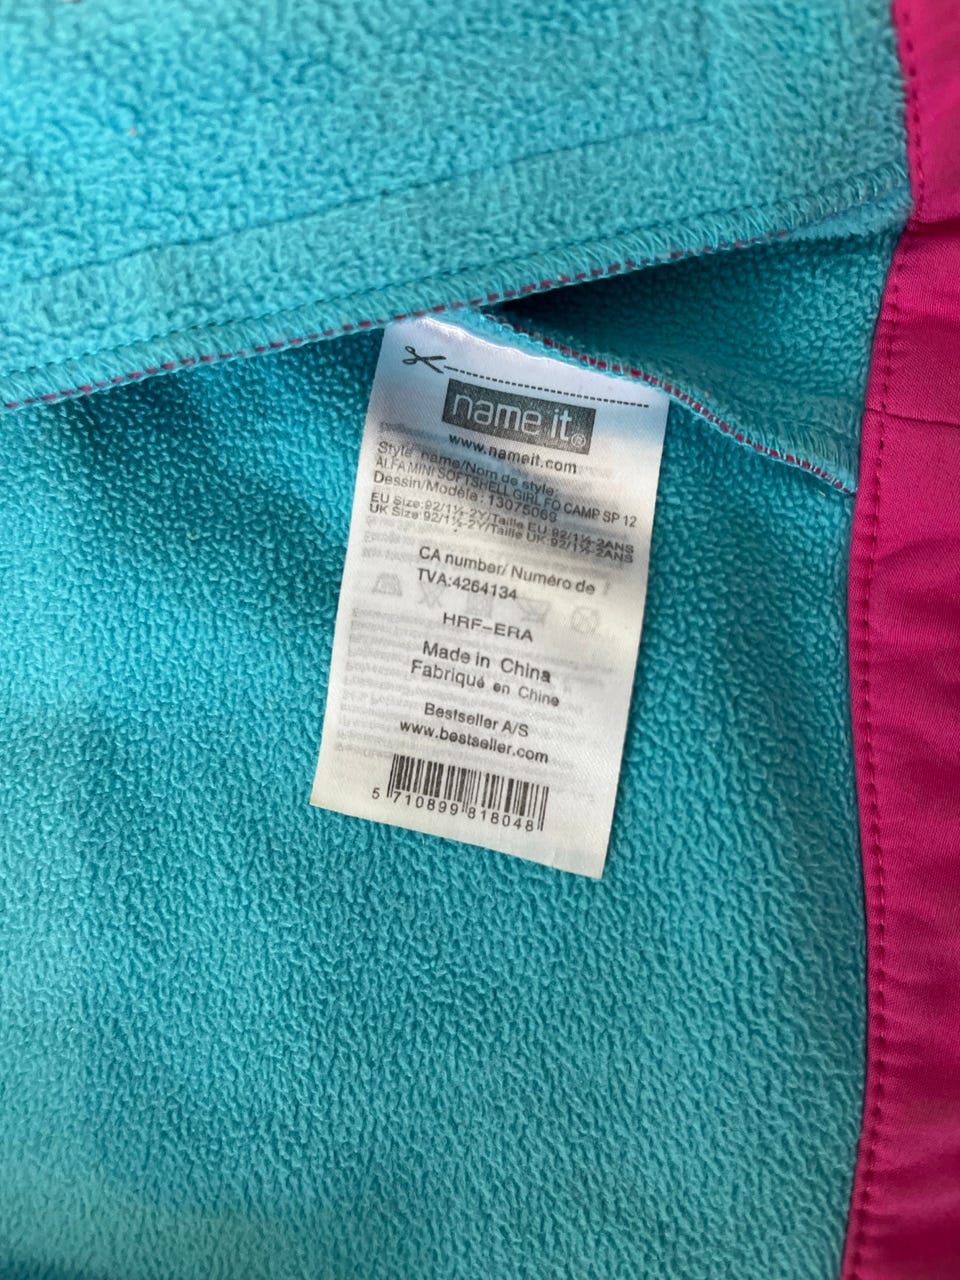 name it®
www.nameit.com
Style name/Nom de style:
ALFA MINI SOFTSHELL GIRL FO CAMP SP 12
Dessin/Modèle: 13075066
EU Size:92/1½-2Y/Taille EU:92/1½-2ANS
UK Size:92/1½-2Y/Taille UK:92/1½-2ANS
CA number/ Numéro de
TVA:4264134
HRF-ERA
Made in China
Fabriqué en Chine
Bestseller A/S
www.bestseller.com
5 710899 818048